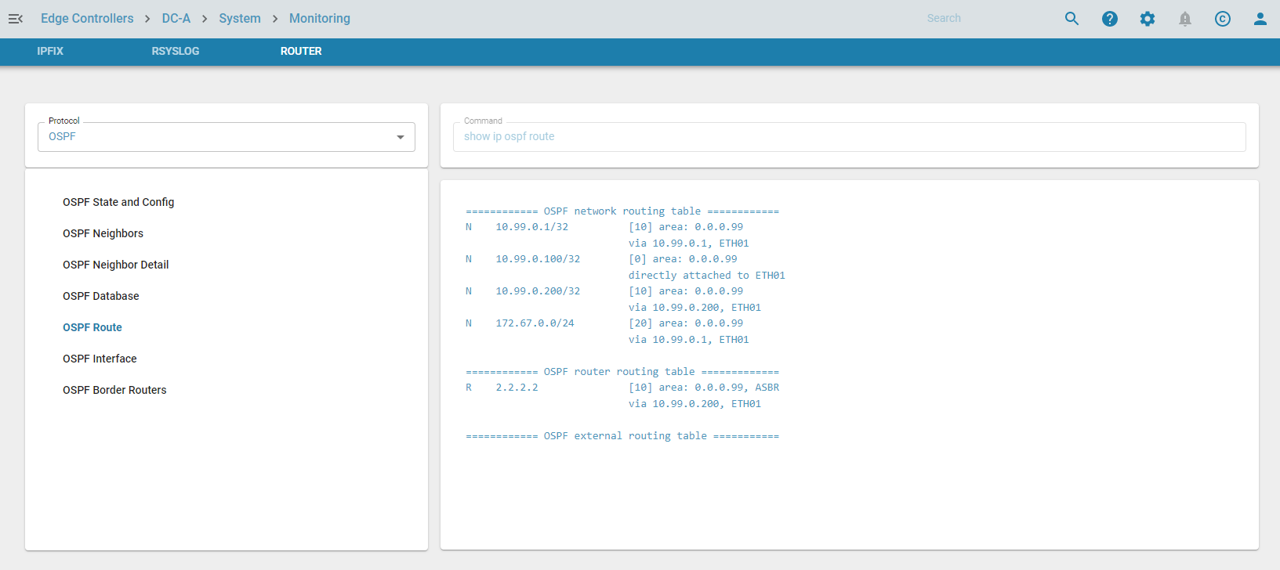 Edge Controllers > DC-A > System > Monitoring Search
IPFIX RSYSLOG ROUTER
Protocol
OSPF
Command
show ip ospf route
OSPF State and Config
OSPF Neighbors
OSPF Neighbor Detail
OSPF Database
OSPF Route
OSPF Interface
OSPF Border Routers
============ OSPF network routing table ============
N    10.99.0.1/32          [10] area: 0.0.0.99
                           via 10.99.0.1, ETH01
N    10.99.0.100/32        [0] area: 0.0.0.99
                           directly attached to ETH01
N    10.99.0.200/32        [10] area: 0.0.0.99
                           via 10.99.0.200, ETH01
N    172.67.0.0/24         [20] area: 0.0.0.99
                           via 10.99.0.1, ETH01
============ OSPF router routing table =============
R    2.2.2.2               [10] area: 0.0.0.99, ASBR
                           via 10.99.0.200, ETH01
============ OSPF external routing table ===========